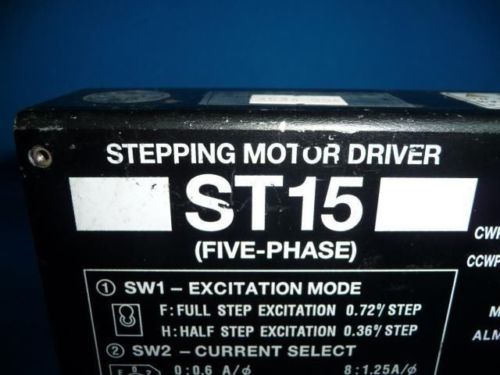 STEPPING MOTOR DRIVER
ST15
(FIVE-PHASE)
CWP
CCWP
① SW1 – EXCITATION MODE
F: FULL STEP EXCITATION 0.72°/STEP
H: HALF STEP EXCITATION 0.36°/STEP
M
ALM
② SW2 – CURRENT SELECT
0:0.6 A/ø 8:1.25A/ø